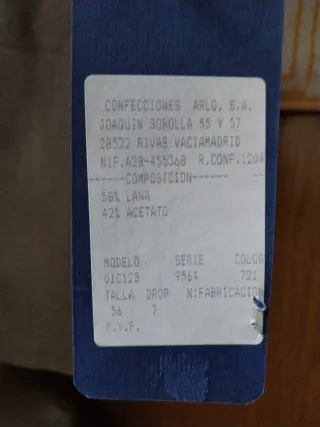 CONFECCIONES ARLO, S.A.
JOAQUIN SOROLLA 55 Y 57
28522 RIVAS VACIAMADRID
NIF.A28-455368 R.CONF.1204
------COMPOSICION------
58% LANA
42% ACETATO
MODELO SERIE COLOR
01C123 9564 721
TALLA DROP NIFABRICACION
56 7
P.V.P.